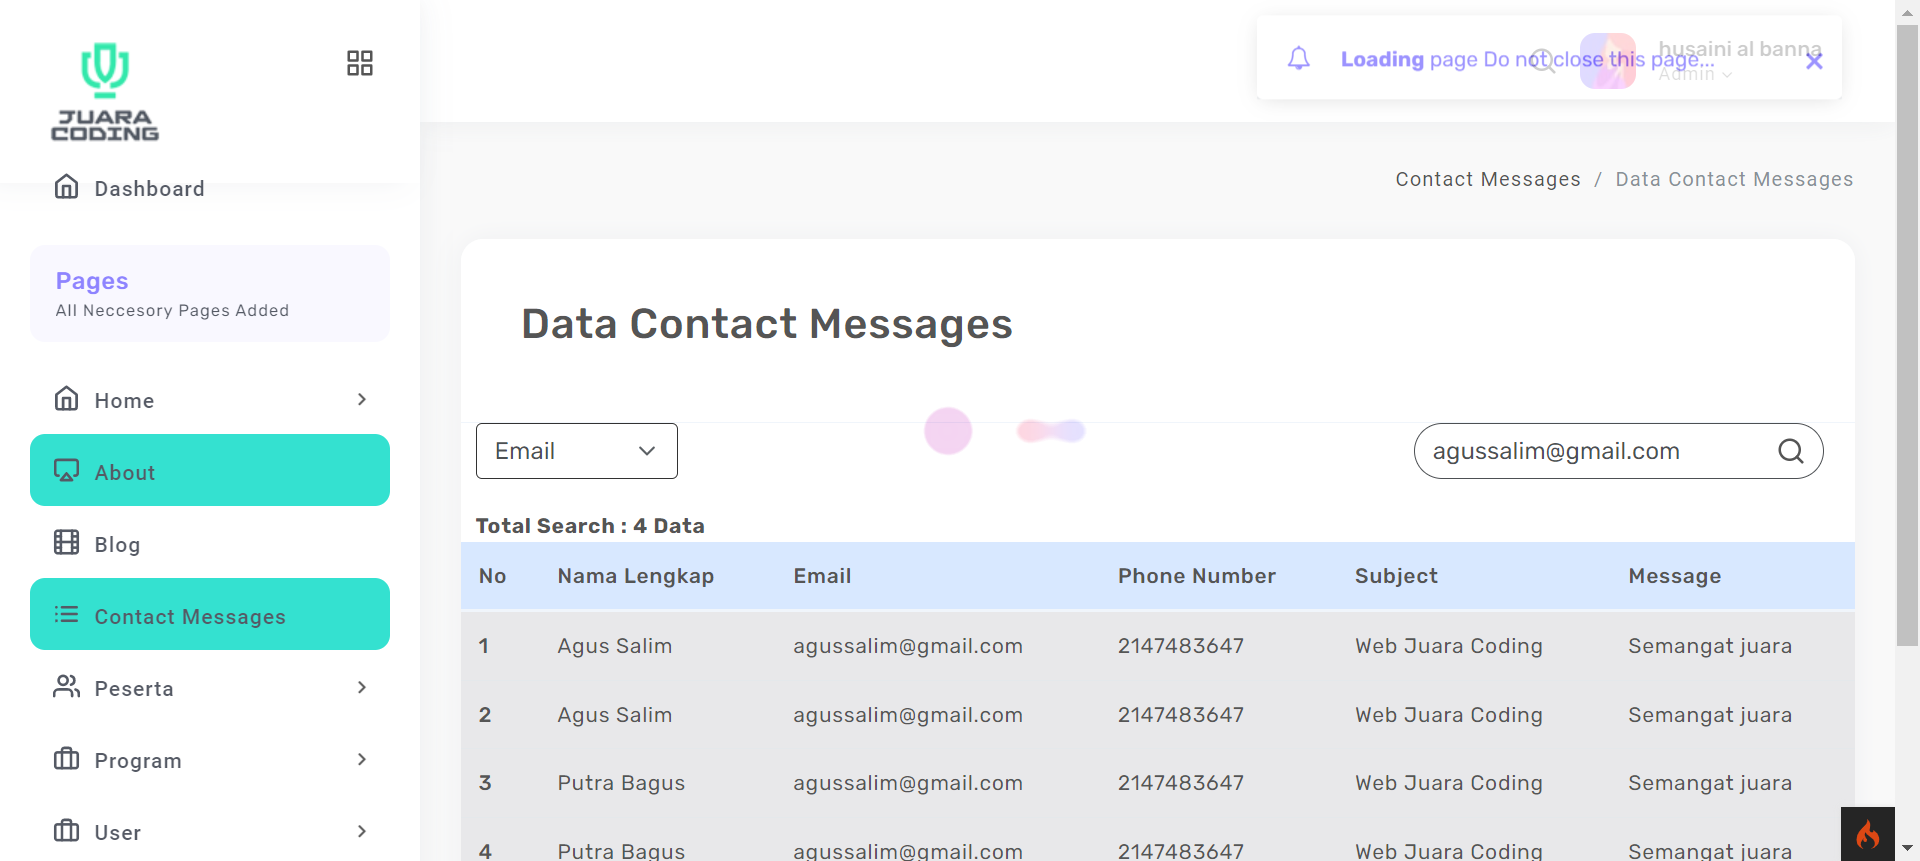 JUARA
CODING
Dashboard
Pages
All Neccesory Pages Added
Home
About
Blog
Contact Messages
Peserta
Program
User
Loading page Do not close this page...
husaini al banna
Admin
Contact Messages / Data Contact Messages
Data Contact Messages
Email
agussalim@gmail.com
Total Search : 4 Data
No Nama Lengkap Email Phone Number Subject Message
1 Agus Salim agussalim@gmail.com 2147483647 Web Juara Coding Semangat juara
2 Agus Salim agussalim@gmail.com 2147483647 Web Juara Coding Semangat juara
3 Putra Bagus agussalim@gmail.com 2147483647 Web Juara Coding Semangat juara
4 Putra Bagus agussalim@gmail.com 2147483647 Web Juara Coding Semangat juara